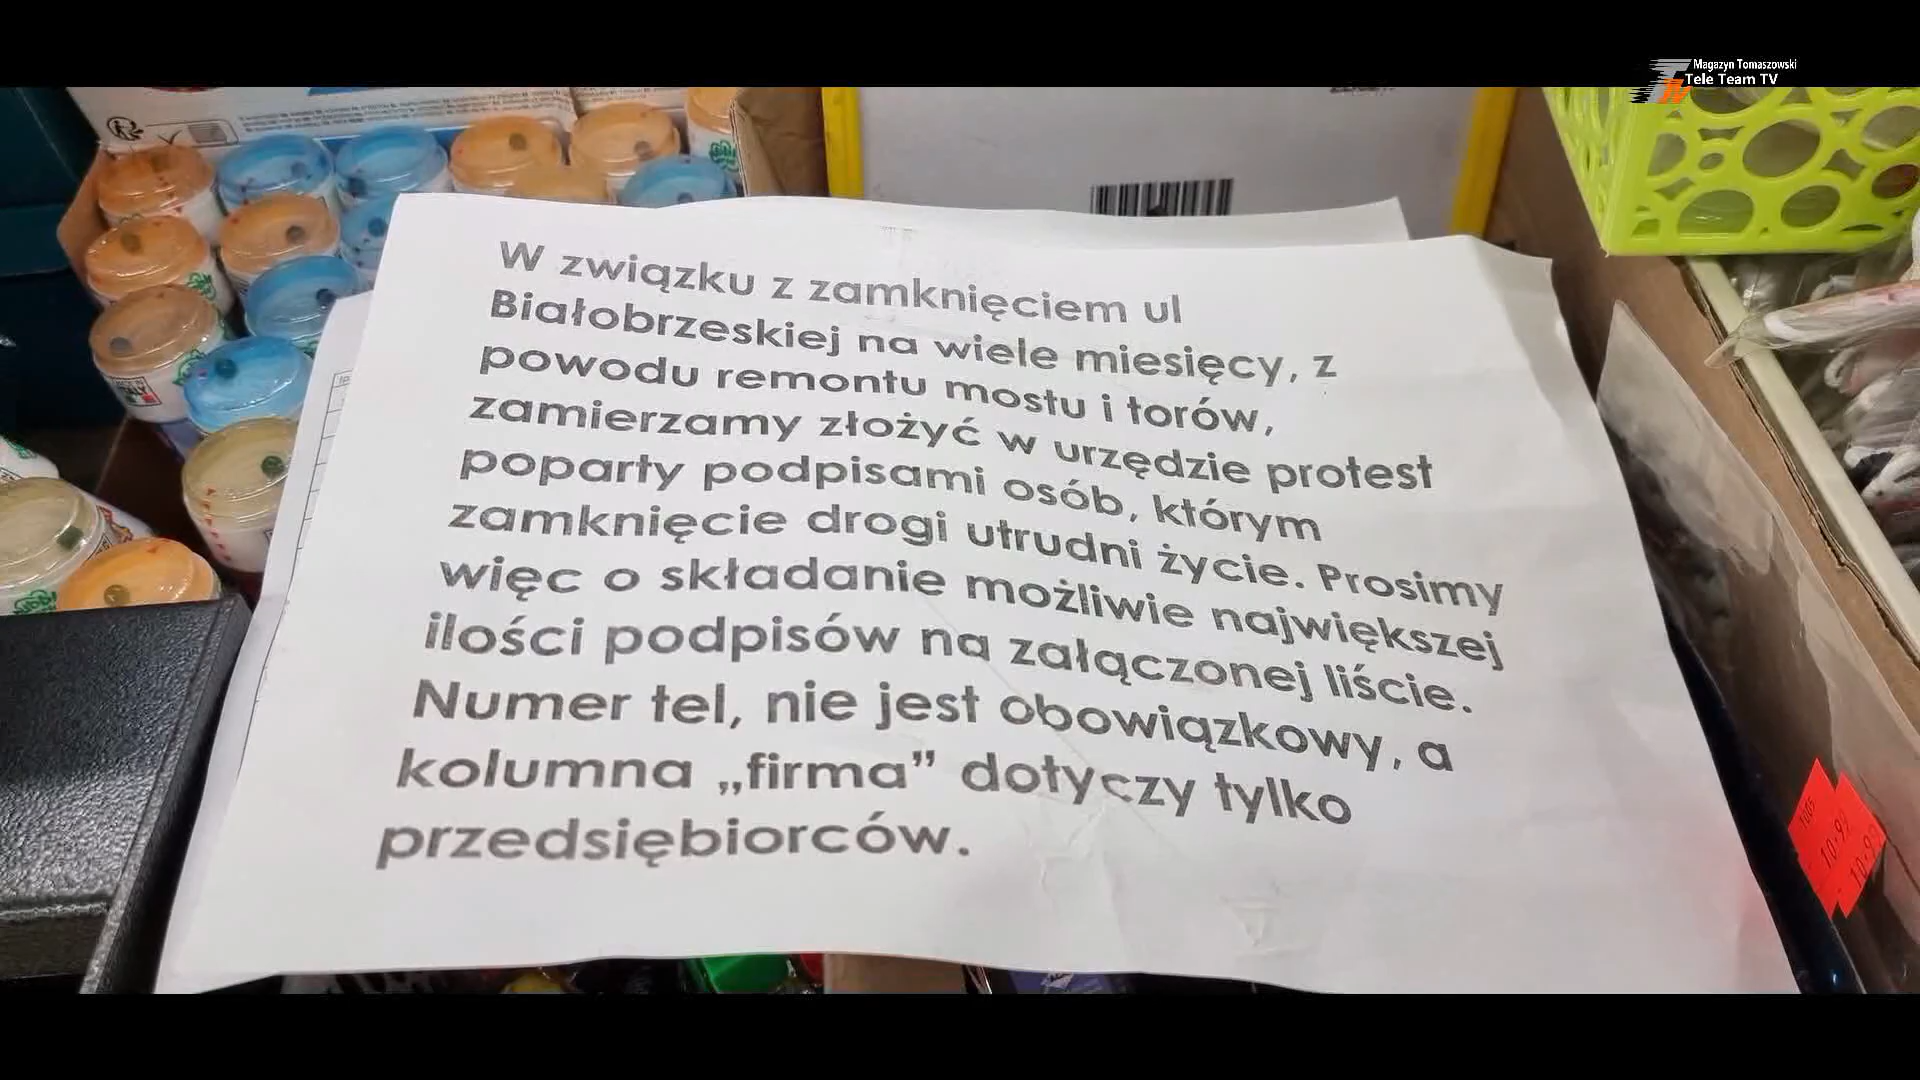 Magazyn Tomaszowski
Tele Team TV
W związku z zamknięciem ul
Białobrzeskiej na wiele miesięcy, z
powodu remontu mostu i torów,
zamierzamy złożyć w urzędzie protest
poparty podpisami osób, którym
zamknięcie drogi utrudni życie. Prosimy
więc o składanie możliwie największej
ilości podpisów na załączonej liście.
Numer tel, nie jest obowiązkowy, a
kolumna „firma” dotyczy tylko
przedsiębiorców.
10.99